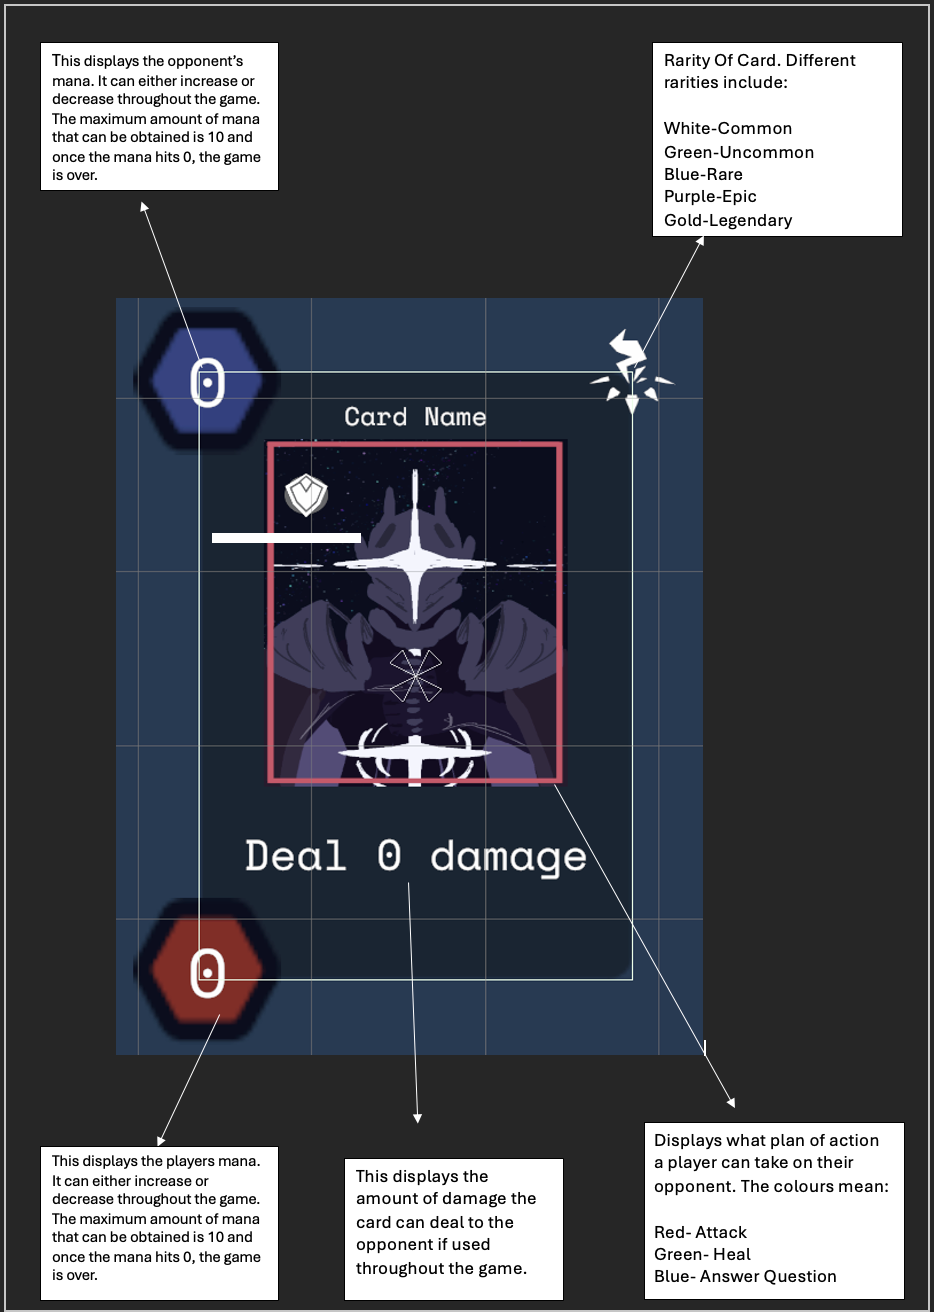 This displays the opponent’s
mana. It can either increase or
decrease throughout the game.
The maximum amount of mana
that can be obtained is 10 and
once the mana hits 0, the game
is over.
Rarity Of Card. Different
rarities include:
White-Common
Green-Uncommon
Blue-Rare
Purple-Epic
Gold-Legendary
0
Card Name
Deal 0 damage
0
This displays the players mana.
It can either increase or
decrease throughout the game.
The maximum amount of mana
that can be obtained is 10 and
once the mana hits 0, the game
is over.
This displays the
amount of damage the
card can deal to the
opponent if used
throughout the game.
Displays what plan of action
a player can take on their
opponent. The colours mean:
Red- Attack
Green- Heal
Blue- Answer Question